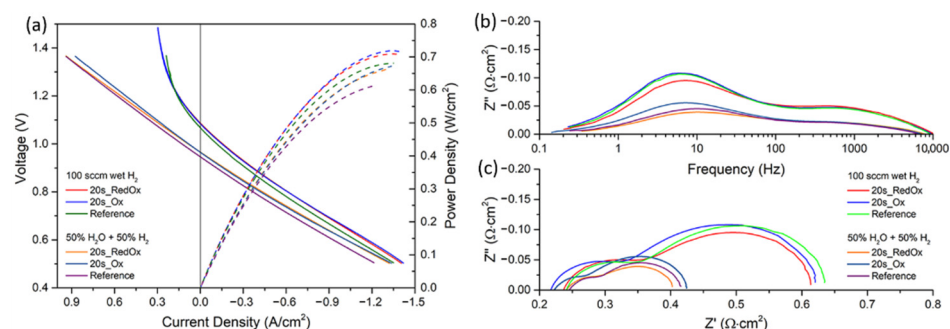 (a)
Voltage (V)
1.4
1.2
1.0
0.8
0.6
0.4
100 sccm wet H₂
20s_RedOx
20s_Ox
Reference
50% H₂O + 50% H₂
20s_RedOx
20s_Ox
Reference
0.9 0.6 0.3 0.0 -0.3 -0.6 -0.9 -1.2 -1.5
Current Density (A/cm²)
0.8
0.7
0.6
0.5
0.4
0.3
0.2
0.1
0.0
Power Density (W/cm²)
(b)
Z" (Ω·cm²)
-0.20
-0.15
-0.10
-0.05
0.00
0.1 1 10 100 1000 10,000
Frequency (Hz)
(c)
Z" (Ω·cm²)
-0.20
-0.15
-0.10
-0.05
0.00
100 sccm wet H₂
20s_RedOx
20s_Ox
Reference
50% H₂O + 50% H₂
20s_RedOx
20s_Ox
Reference
0.2 0.3 0.4 0.5 0.6 0.7 0.8
Z' (Ω·cm²)